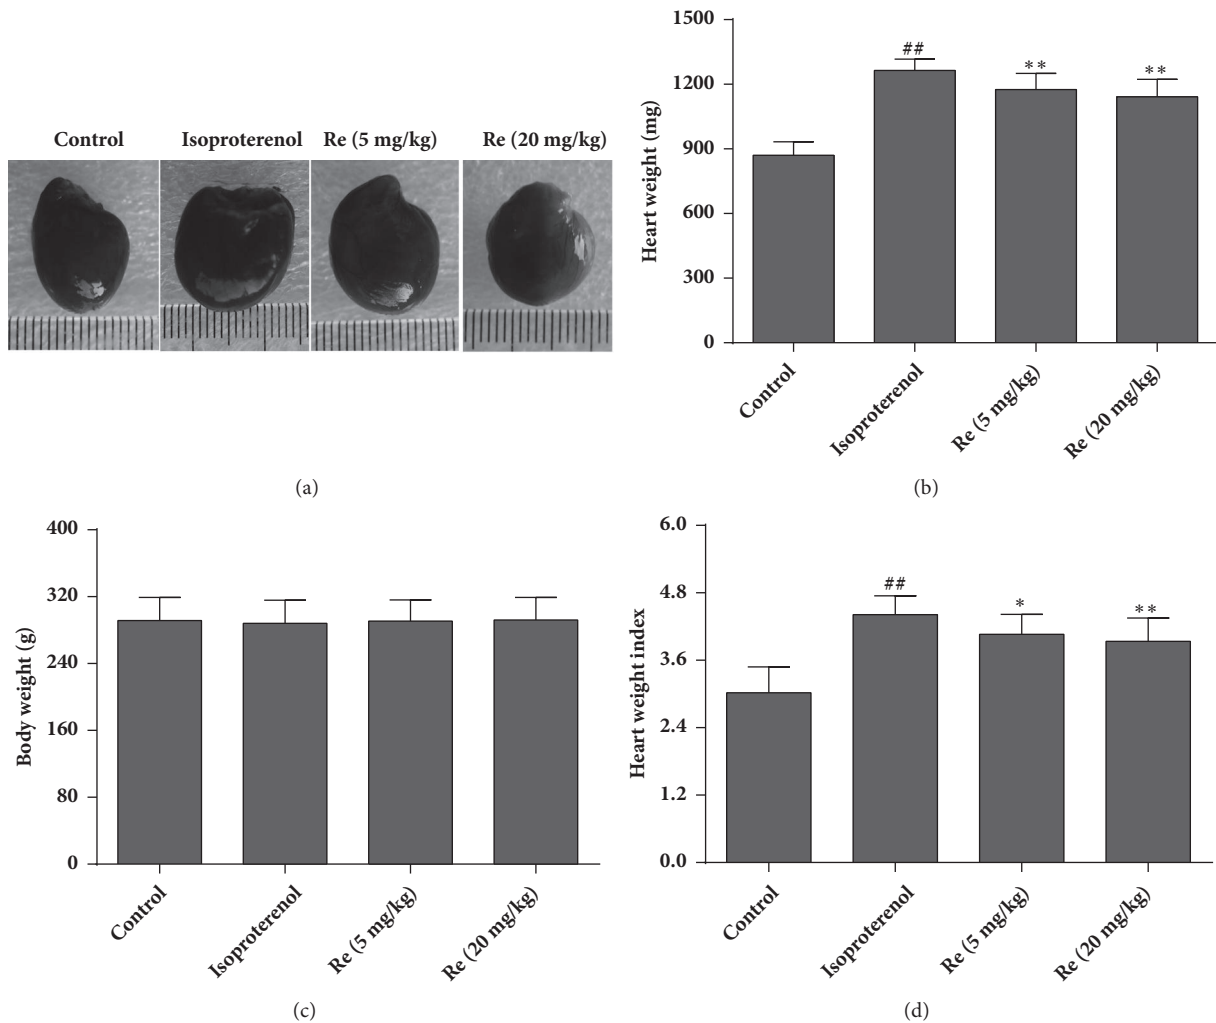 Control Isoproterenol Re (5 mg/kg) Re (20 mg/kg)
(a)
Heart weight (mg)
1500
1200
900
600
300
0
##
**
**
Control
Isoproterenol
Re (5 mg/kg)
Re (20 mg/kg)
(b)
Body weight (g)
400
320
240
160
80
0
Control
Isoproterenol
Re (5 mg/kg)
Re (20 mg/kg)
(c)
Heart weight index
6.0
4.8
3.6
2.4
1.2
0.0
##
*
**
Control
Isoproterenol
Re (5 mg/kg)
Re (20 mg/kg)
(d)